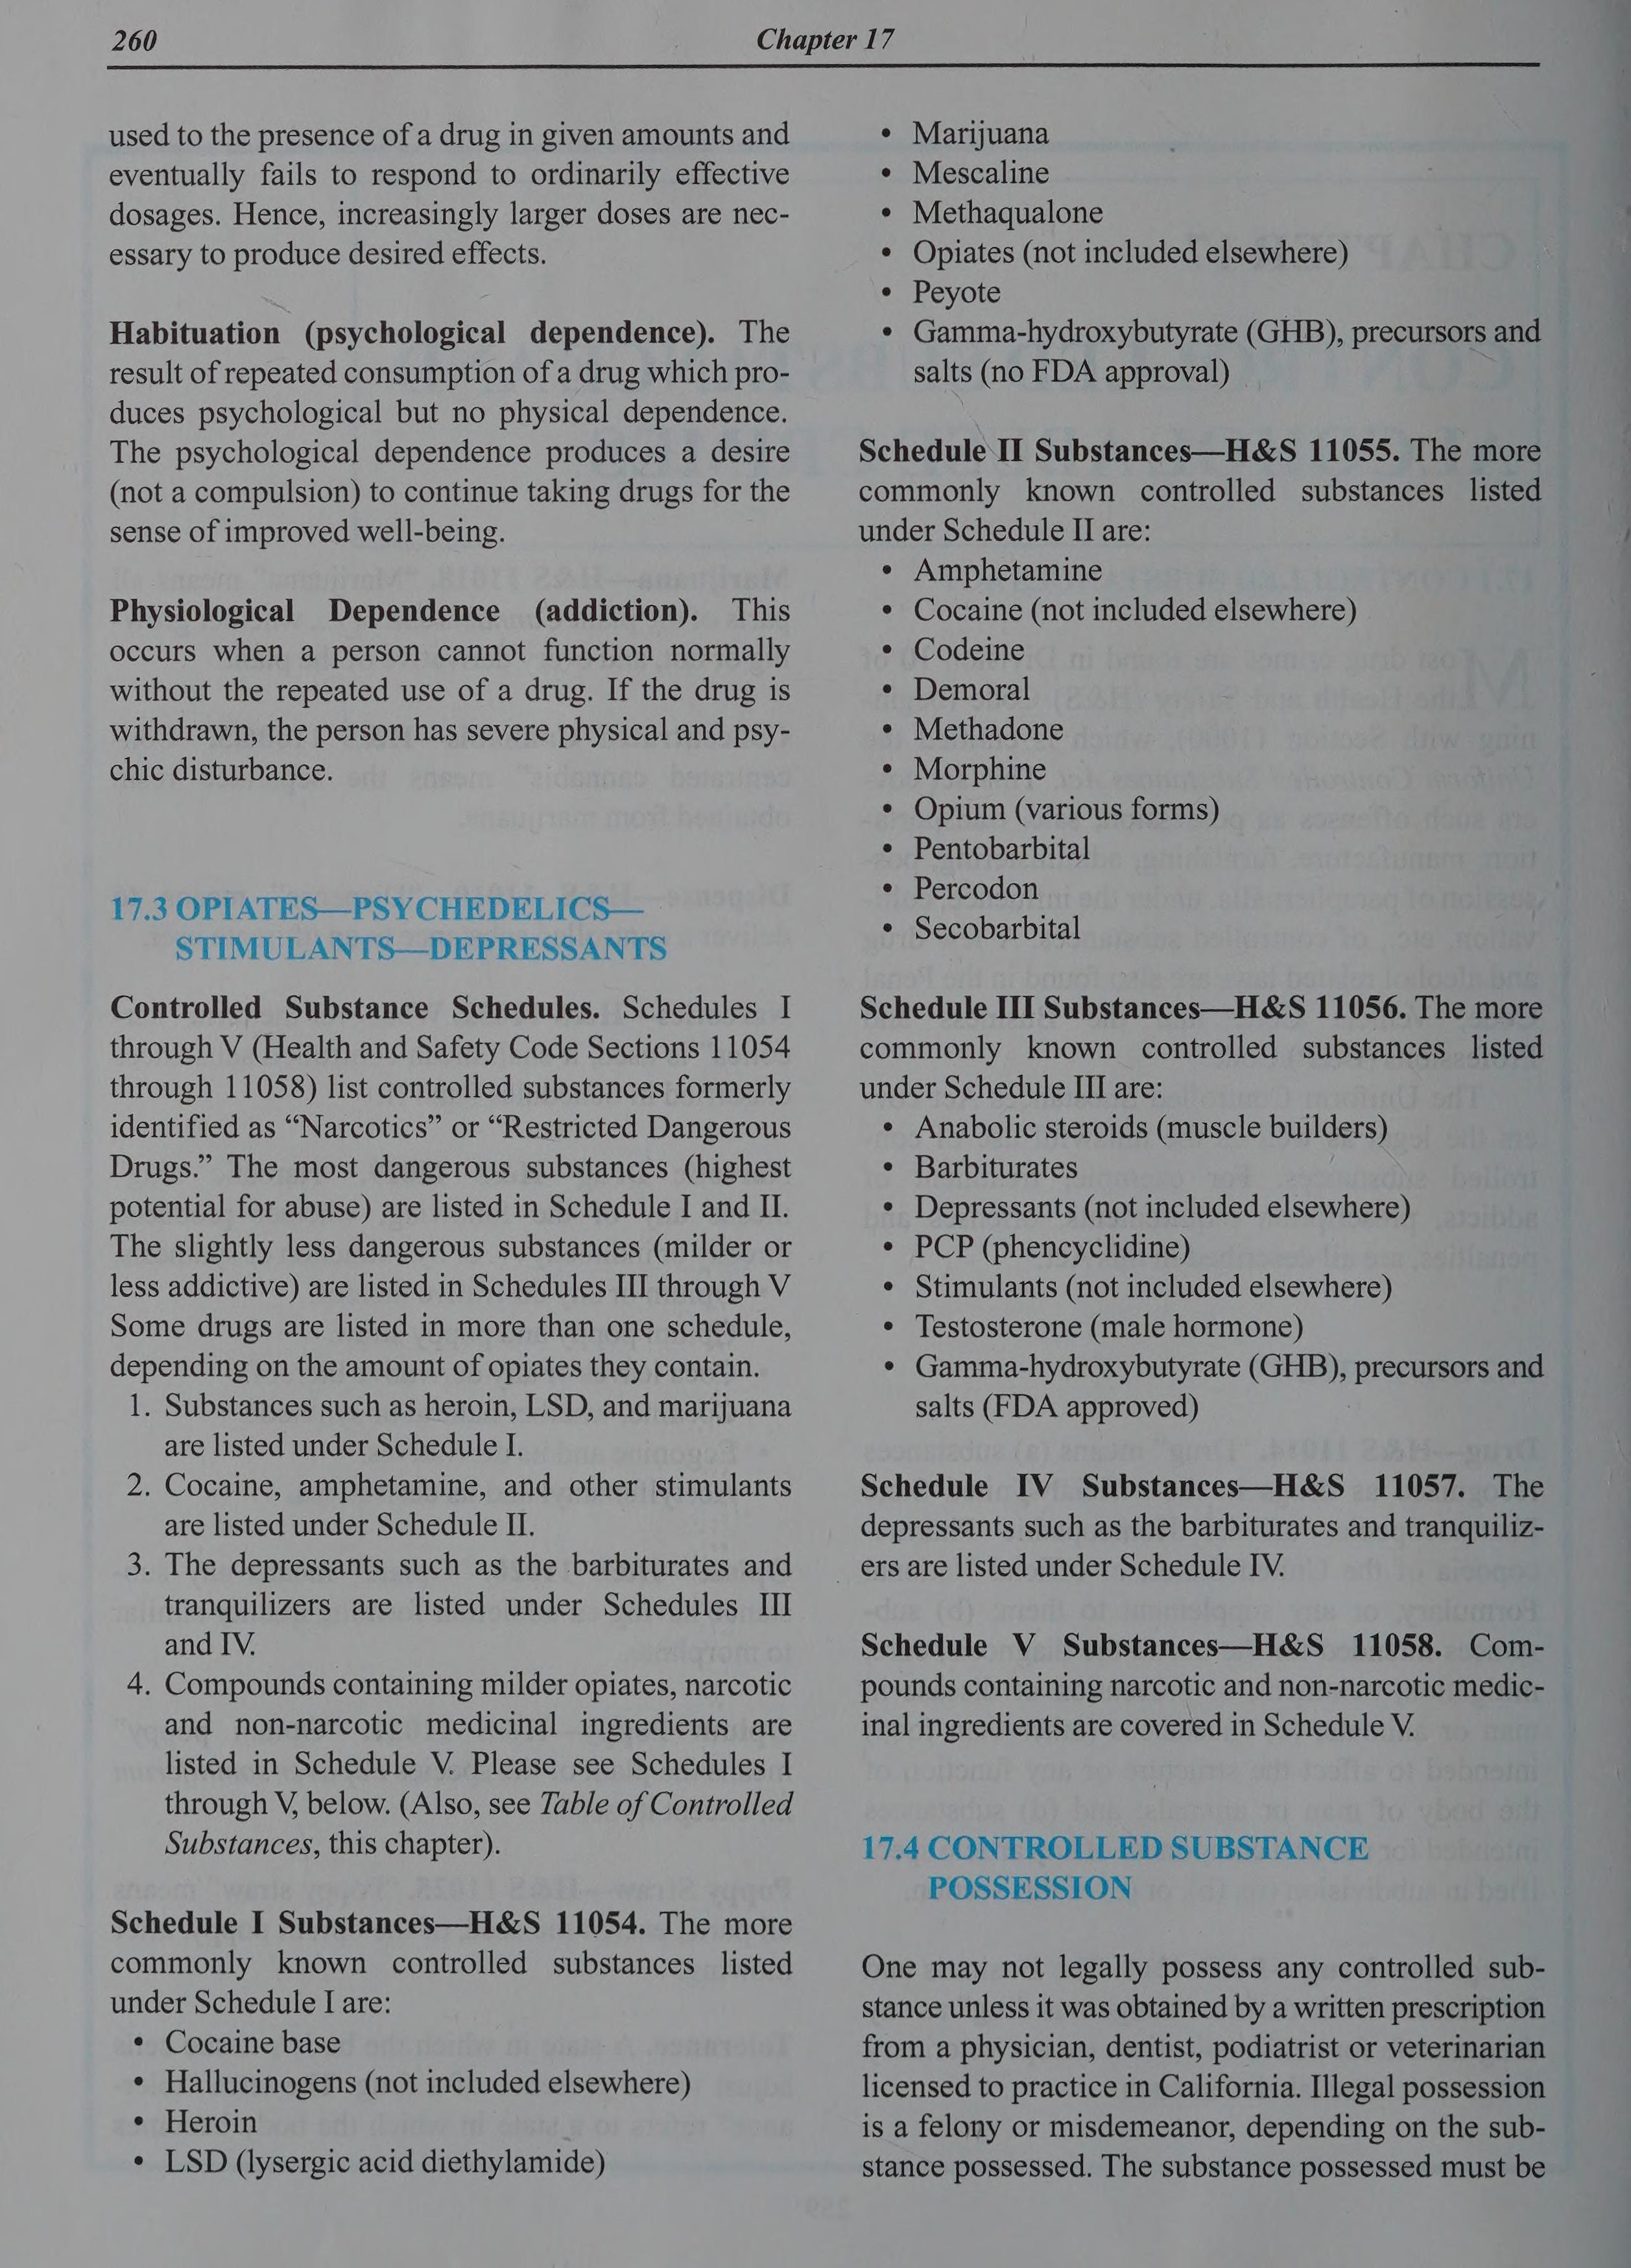 260
Chapter 17
used to the presence of a drug in given amounts and
eventually fails to respond to ordinarily effective
dosages. Hence, increasingly larger doses are nec-
essary to produce desired effects.
Habituation (psychological dependence). The
result of repeated consumption of a drug which pro-
duces psychological but no physical dependence.
The psychological dependence produces a desire
(not a compulsion) to continue taking drugs for the
sense of improved well-being.
Physiological Dependence (addiction). This
occurs when a person cannot function normally
without the repeated use of a drug. If the drug is
withdrawn, the person has severe physical and psy-
chic disturbance.
17.3 OPIATES—PSYCHEDELICS—
STIMULANTS—DEPRESSANTS
Controlled Substance Schedules. Schedules I
through V (Health and Safety Code Sections 11054
through 11058) list controlled substances formerly
identified as “Narcotics” or “Restricted Dangerous
Drugs.” The most dangerous substances (highest
potential for abuse) are listed in Schedule I and II.
The slightly less dangerous substances (milder or
less addictive) are listed in Schedules III through V
Some drugs are listed in more than one schedule,
depending on the amount of opiates they contain.
1. Substances such as heroin, LSD, and marijuana
are listed under Schedule I.
2. Cocaine, amphetamine, and other stimulants
are listed under Schedule II.
3. The depressants such as the barbiturates and
tranquilizers are listed under Schedules III
and IV.
4. Compounds containing milder opiates, narcotic
and non-narcotic medicinal ingredients are
listed in Schedule V. Please see Schedules I
through V, below. (Also, see Table of Controlled
Substances, this chapter).
Schedule I Substances—H&S 11054. The more
commonly known controlled substances listed
under Schedule I are:
• Cocaine base
• Hallucinogens (not included elsewhere)
• Heroin
• LSD (lysergic acid diethylamide)
• Marijuana
• Mescaline
• Methaqualone
• Opiates (not included elsewhere)
• Peyote
• Gamma-hydroxybutyrate (GHB), precursors and
salts (no FDA approval)
Schedule II Substances—H&S 11055. The more
commonly known controlled substances listed
under Schedule II are:
• Amphetamine
• Cocaine (not included elsewhere)
• Codeine
• Demoral
• Methadone
• Morphine
• Opium (various forms)
• Pentobarbital
• Percodon
• Secobarbital
Schedule III Substances—H&S 11056. The more
commonly known controlled substances listed
under Schedule III are:
• Anabolic steroids (muscle builders)
• Barbiturates
• Depressants (not included elsewhere)
• PCP (phencyclidine)
• Stimulants (not included elsewhere)
• Testosterone (male hormone)
• Gamma-hydroxybutyrate (GHB), precursors and
salts (FDA approved)
Schedule IV Substances—H&S 11057. The
depressants such as the barbiturates and tranquiliz-
ers are listed under Schedule IV.
Schedule V Substances—H&S 11058. Com-
pounds containing narcotic and non-narcotic medic-
inal ingredients are covered in Schedule V.
17.4 CONTROLLED SUBSTANCE
POSSESSION
One may not legally possess any controlled sub-
stance unless it was obtained by a written prescription
from a physician, dentist, podiatrist or veterinarian
licensed to practice in California. Illegal possession
is a felony or misdemeanor, depending on the sub-
stance possessed. The substance possessed must be